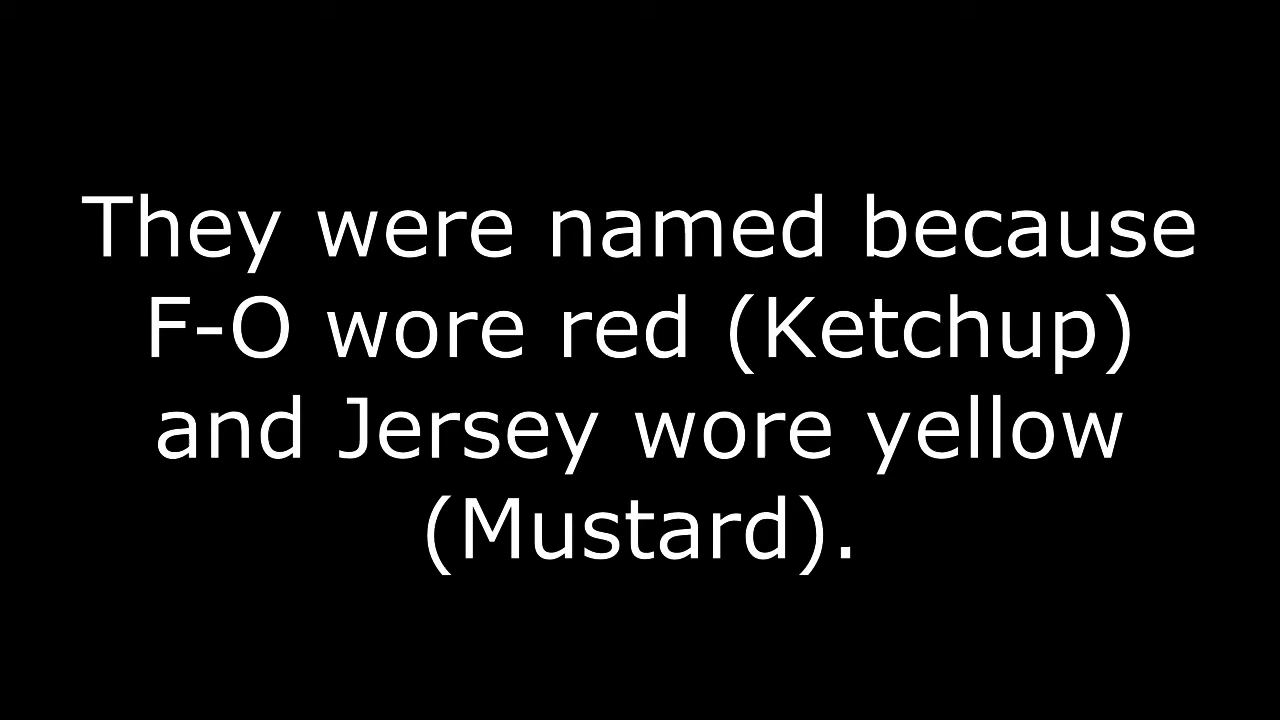 They were named because
F-O wore red (Ketchup)
and Jersey wore yellow
(Mustard).